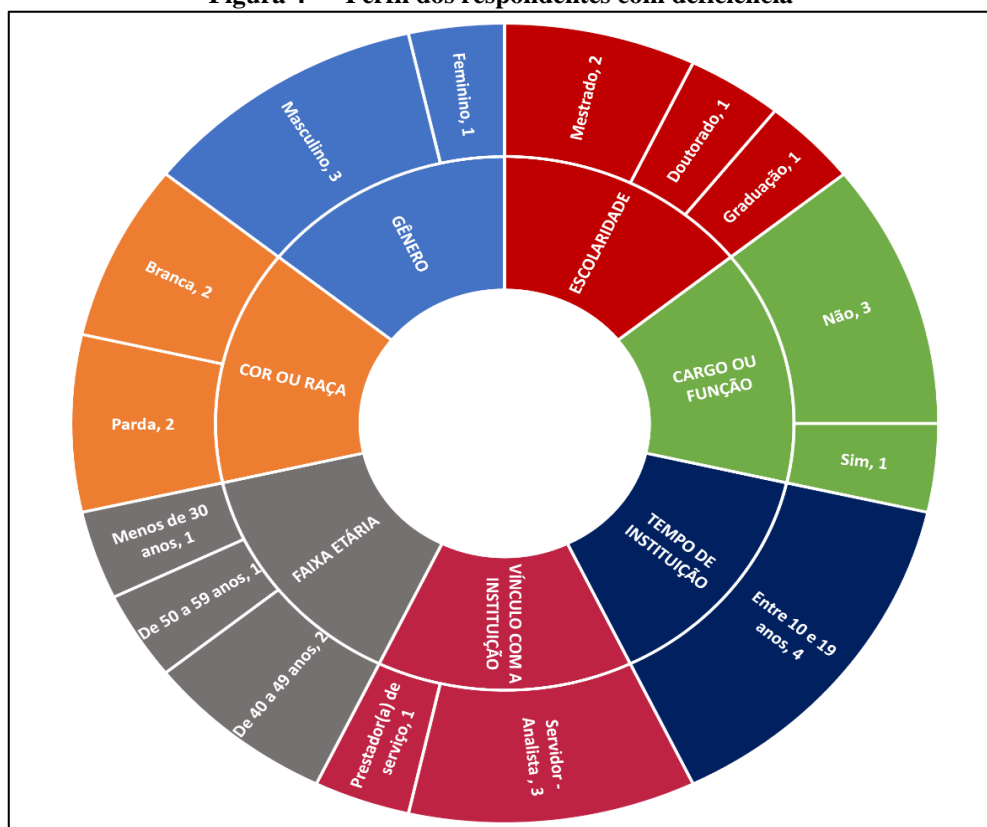 Figura 4 — Perfil dos respondentes com deficiência
Mestrado, 2
Doutorado, 1
Graduação, 1
ESCOLARIDADE
Não, 3
Sim, 1
CARGO OU
FUNÇÃO
Entre 10 e 19
anos, 4
TEMPO DE
INSTITUIÇÃO
Servidor -
Analista , 3
Prestador(a) de
serviço, 1
VÍNCULO COM A
INSTITUIÇÃO
De 40 a 49 anos, 2
De 50 a 59 anos, 1
Menos de 30
anos, 1
FAIXA ETÁRIA
Parda, 2
Branca, 2
COR OU RAÇA
Masculino, 3
Feminino, 1
GÊNERO